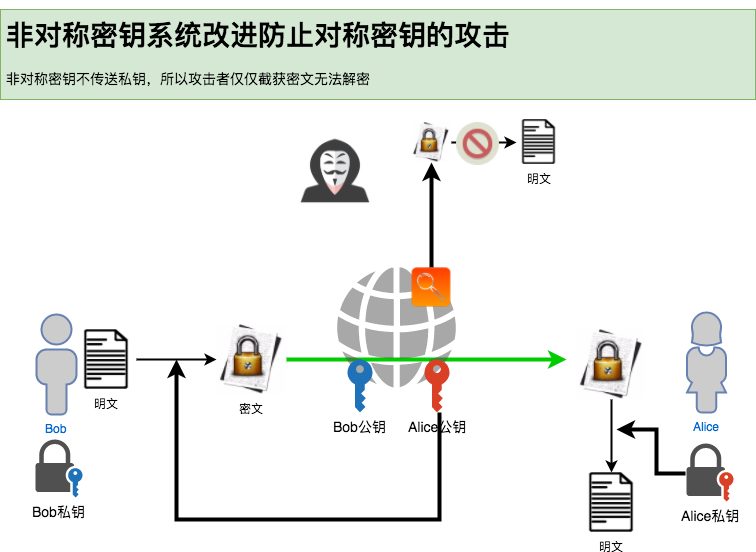 非对称密钥系统改进防止对称密钥的攻击
非对称密钥不传送私钥，所以攻击者仅仅截获密文无法解密
明文
明文
密文
Bob
Bob公钥
Alice公钥
Alice
Bob私钥
Alice私钥
明文